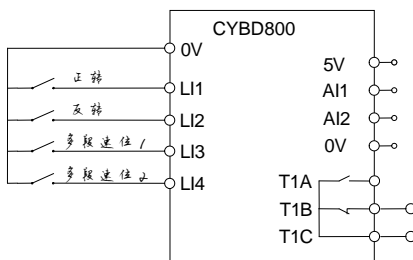 CYBD800
0V
正转 LI1
反转 LI2
多段速位1 LI3
多段速位2 LI4
5V
AI1
AI2
0V
T1A
T1B
T1C